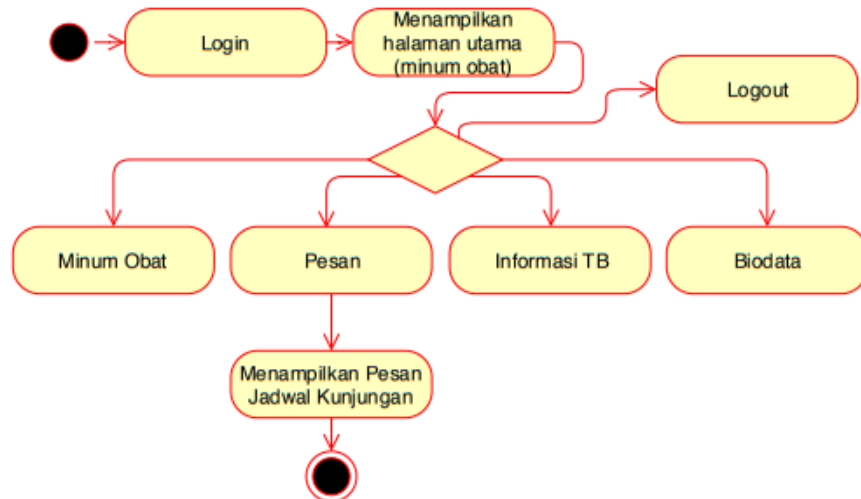 Login
Menampilkan
halaman utama
(minum obat)
Logout
Minum Obat
Pesan
Informasi TB
Biodata
Menampilkan Pesan
Jadwal Kunjungan